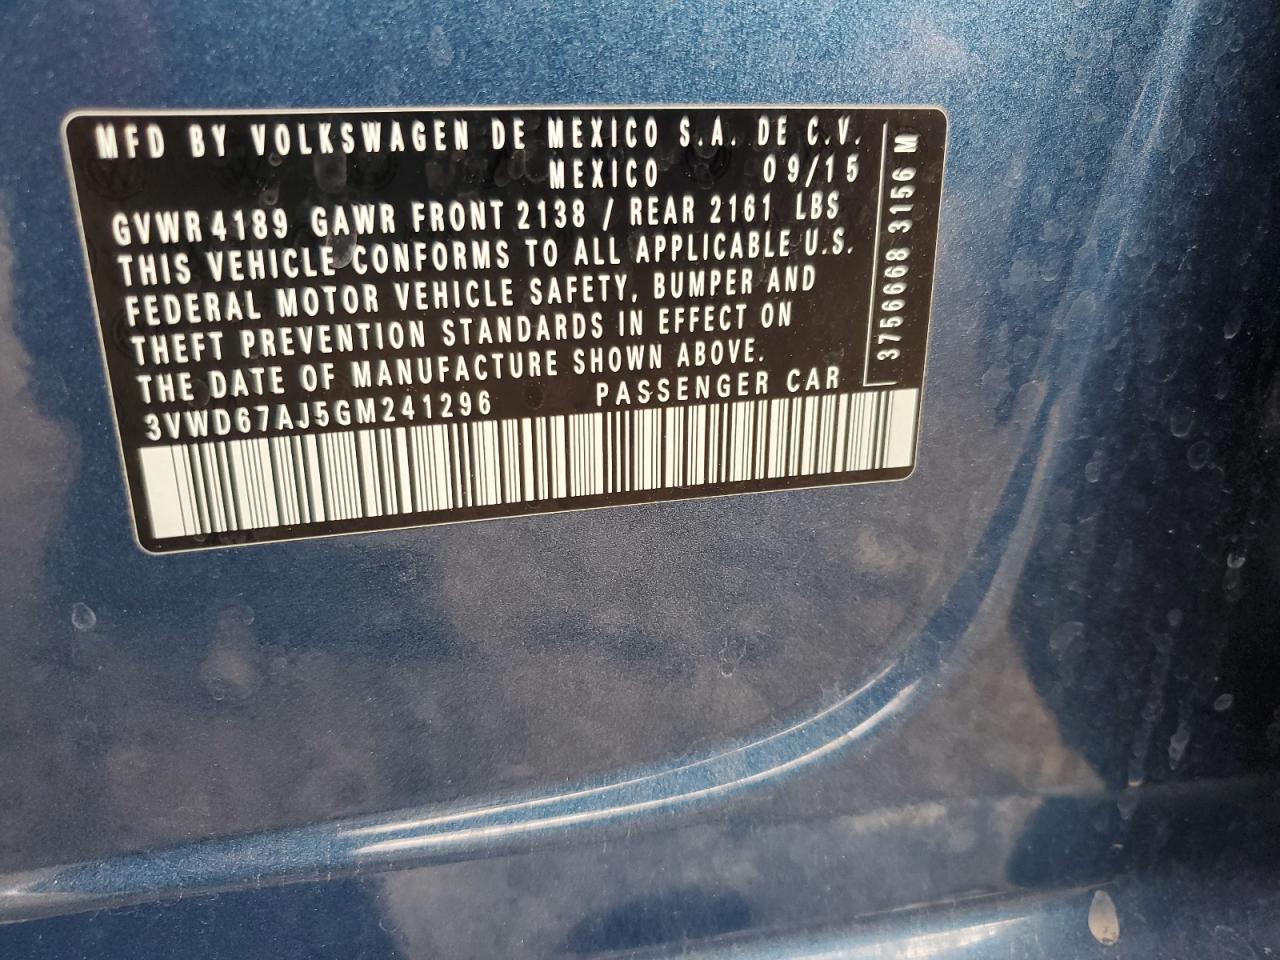 MFD BY VOLKSWAGEN DE MEXICO S.A. DE C.V.
MEXICO 09/15
GVWR 4189 GAWR FRONT 2138 / REAR 2161 LBS
THIS VEHICLE CONFORMS TO ALL APPLICABLE U.S.
FEDERAL MOTOR VEHICLE SAFETY, BUMPER AND
THEFT PREVENTION STANDARDS IN EFFECT ON
THE DATE OF MANUFACTURE SHOWN ABOVE.
3VWD67AJ5GM241296 PASSENGER CAR
3756668 3156 M